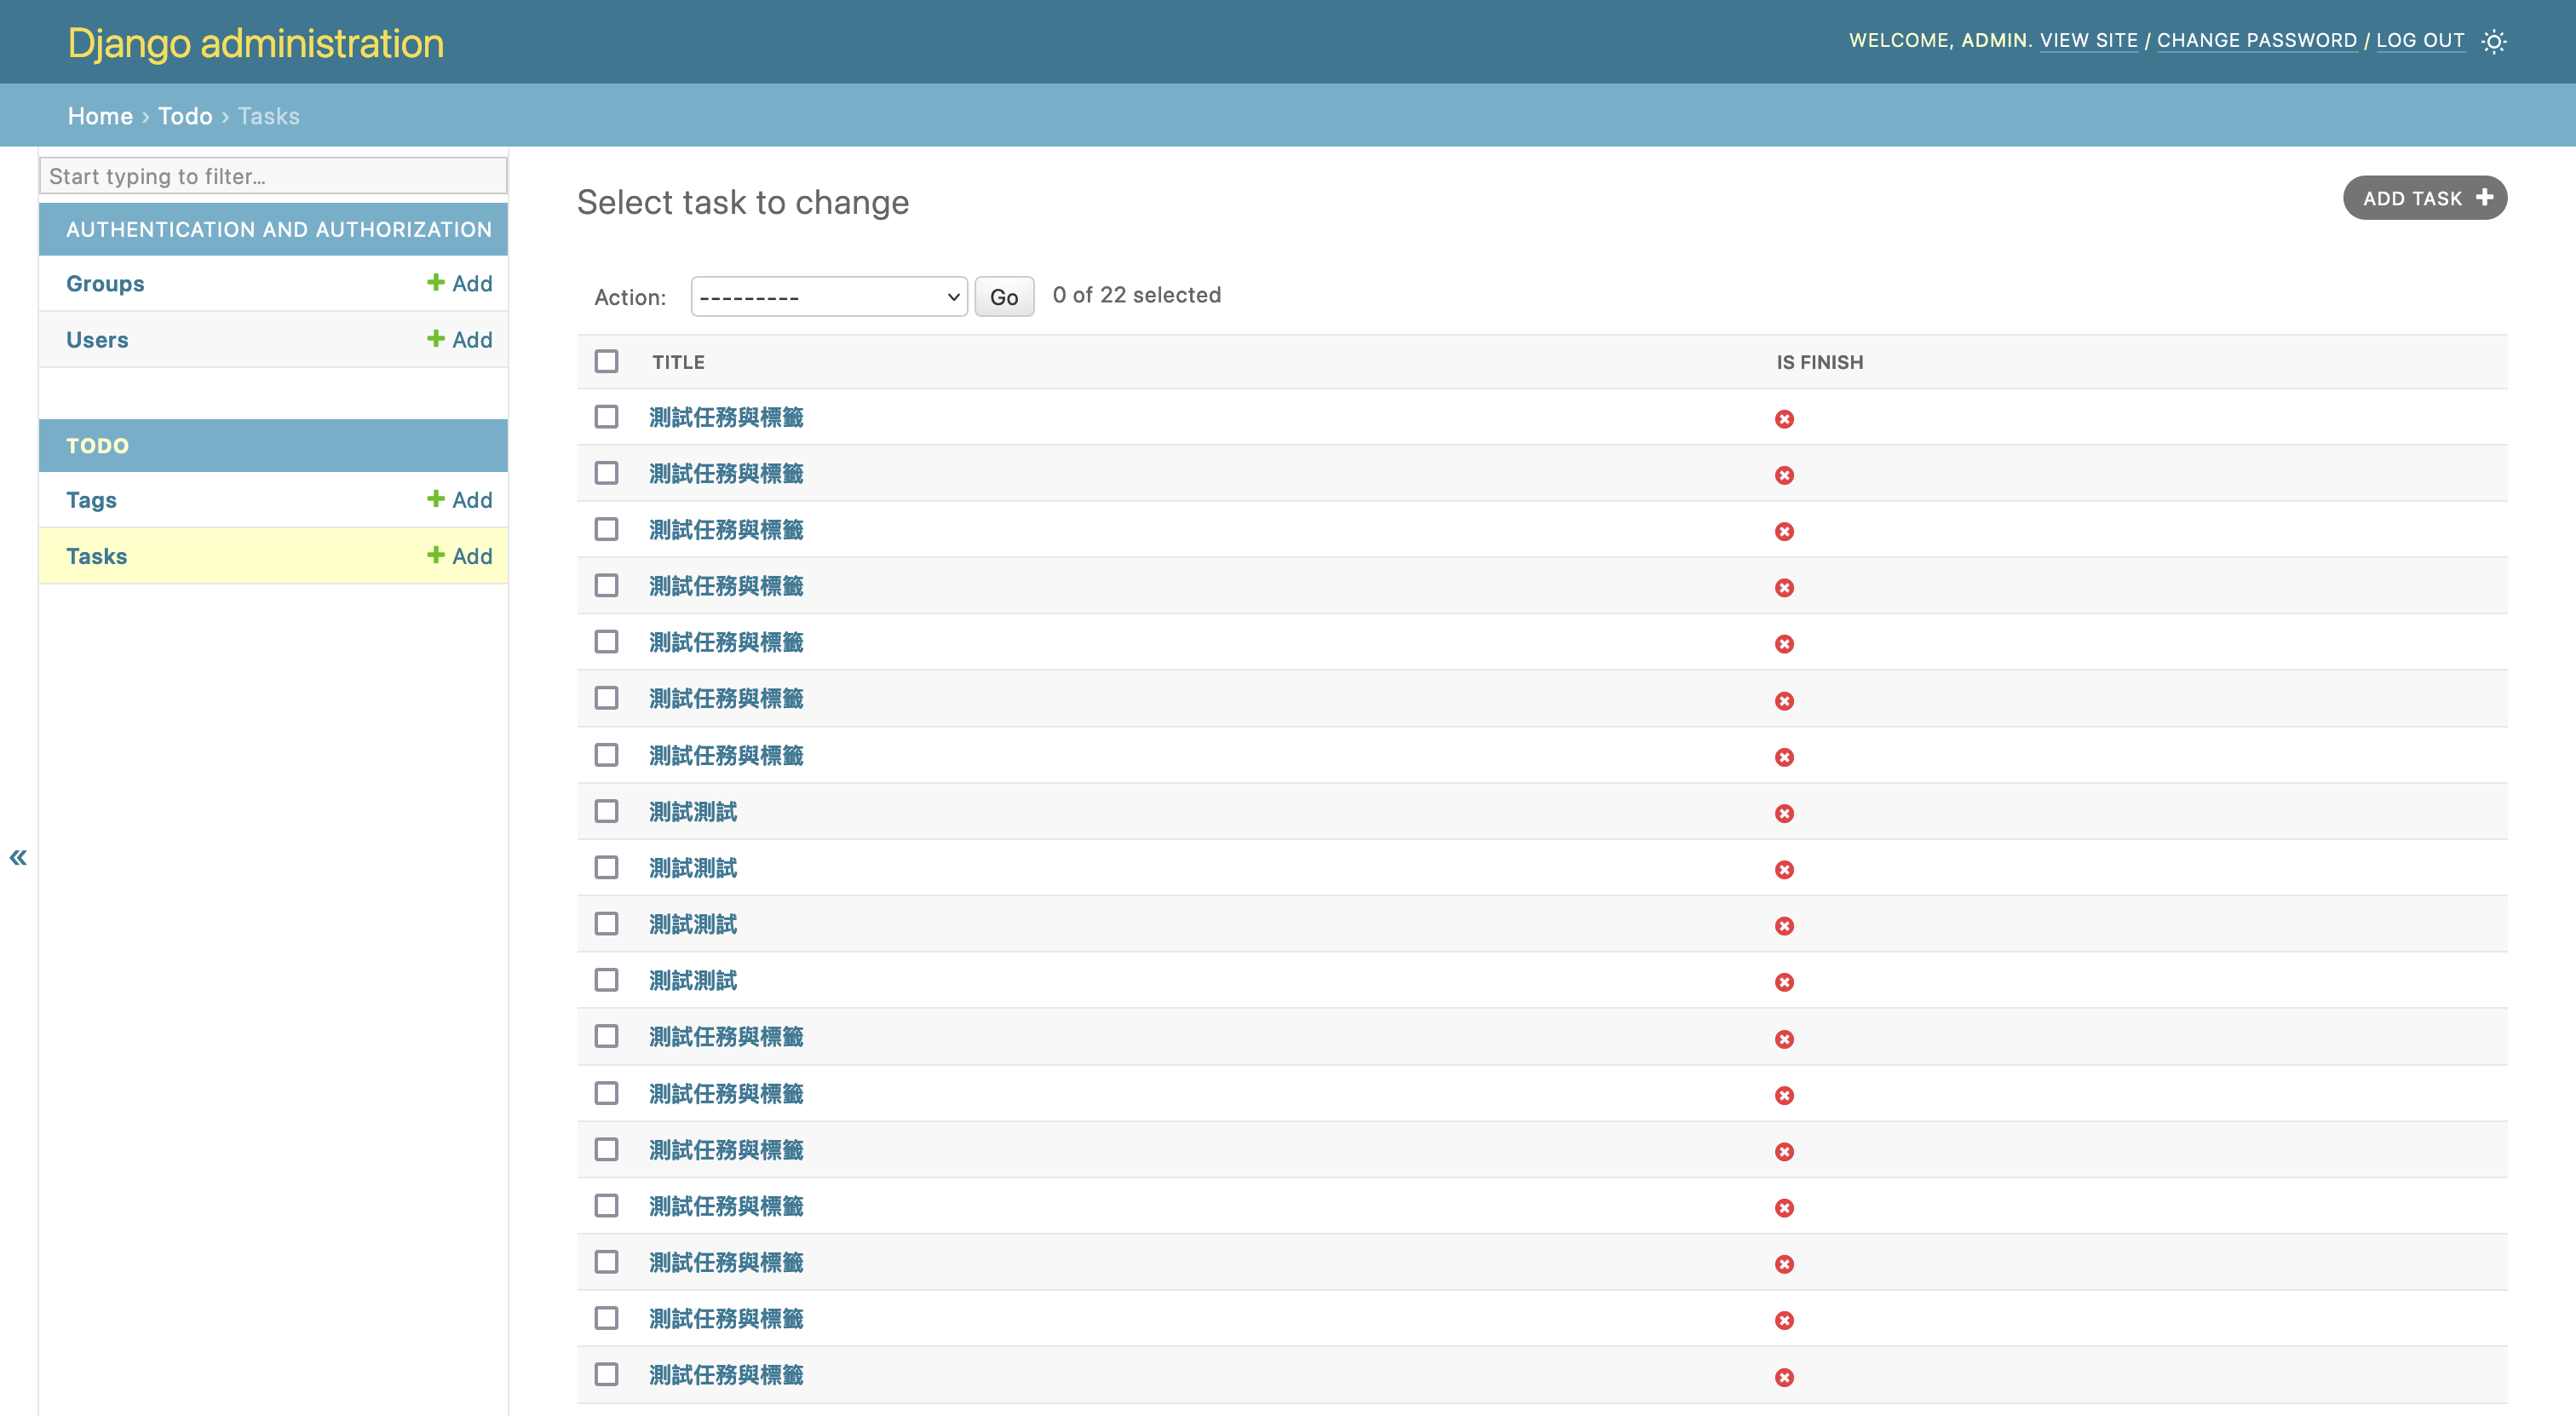 Django administration
WELCOME, ADMIN. VIEW SITE / CHANGE PASSWORD / LOG OUT
Home › Todo › Tasks
Start typing to filter...
AUTHENTICATION AND AUTHORIZATION
Groups Add
Users Add
TODO
Tags Add
Tasks Add
«
Select task to change
ADD TASK
Action: --------- Go 0 of 22 selected
TITLE IS FINISH
測試任務與標籤
測試任務與標籤
測試任務與標籤
測試任務與標籤
測試任務與標籤
測試任務與標籤
測試任務與標籤
測試測試
測試測試
測試測試
測試測試
測試任務與標籤
測試任務與標籤
測試任務與標籤
測試任務與標籤
測試任務與標籤
測試任務與標籤
測試任務與標籤